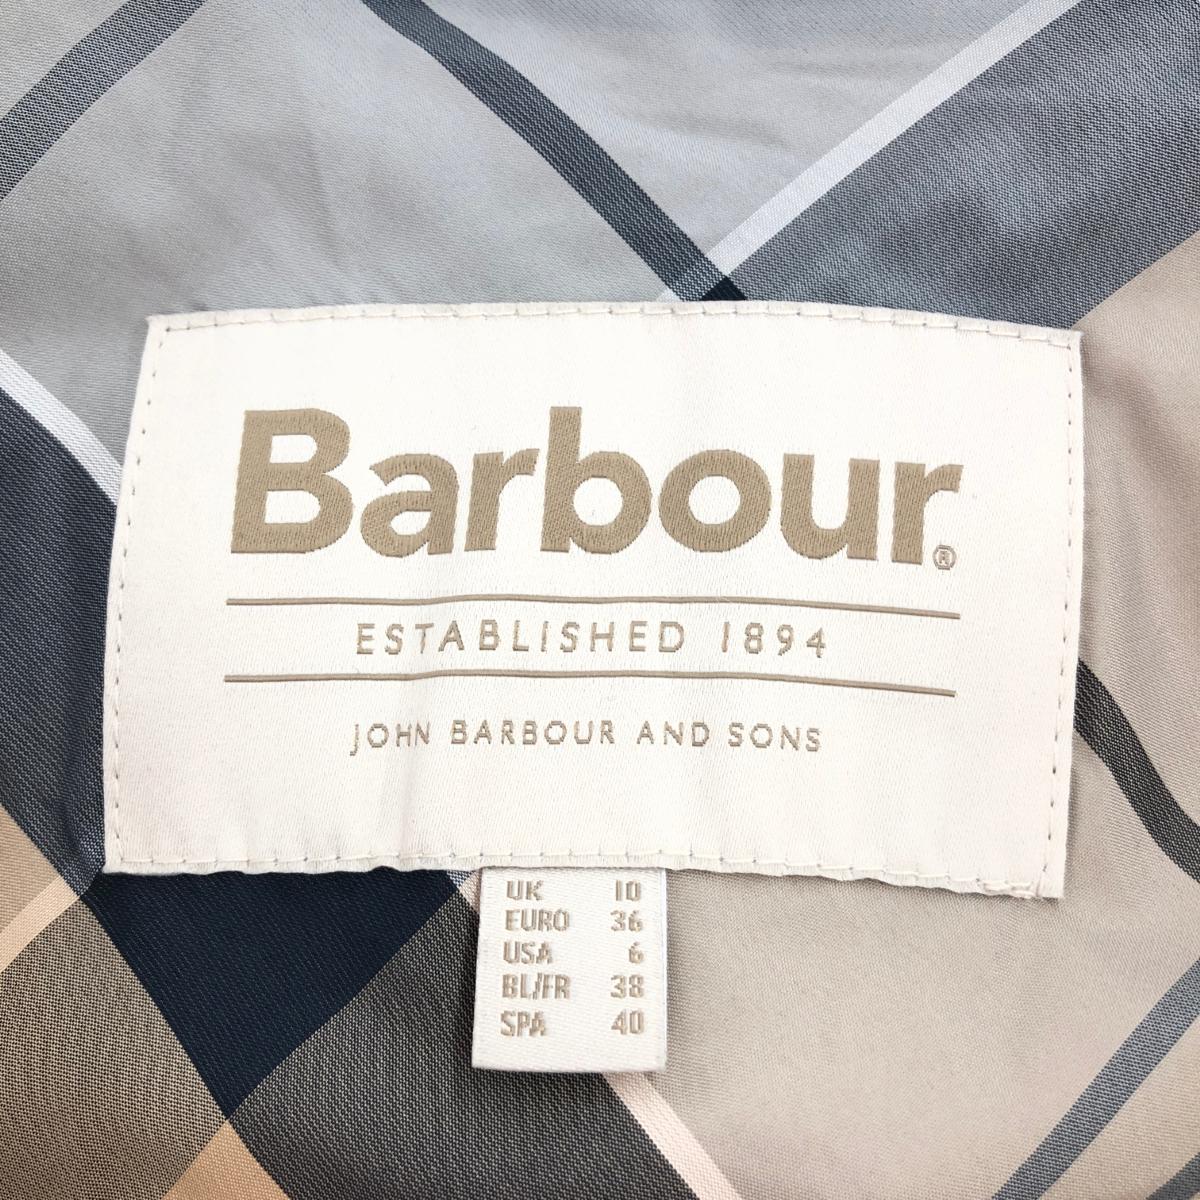 Barbour®
ESTABLISHED 1894
JOHN BARBOUR AND SONS
UK 10
EURO 36
USA 6
BL/FR 38
SPA 40